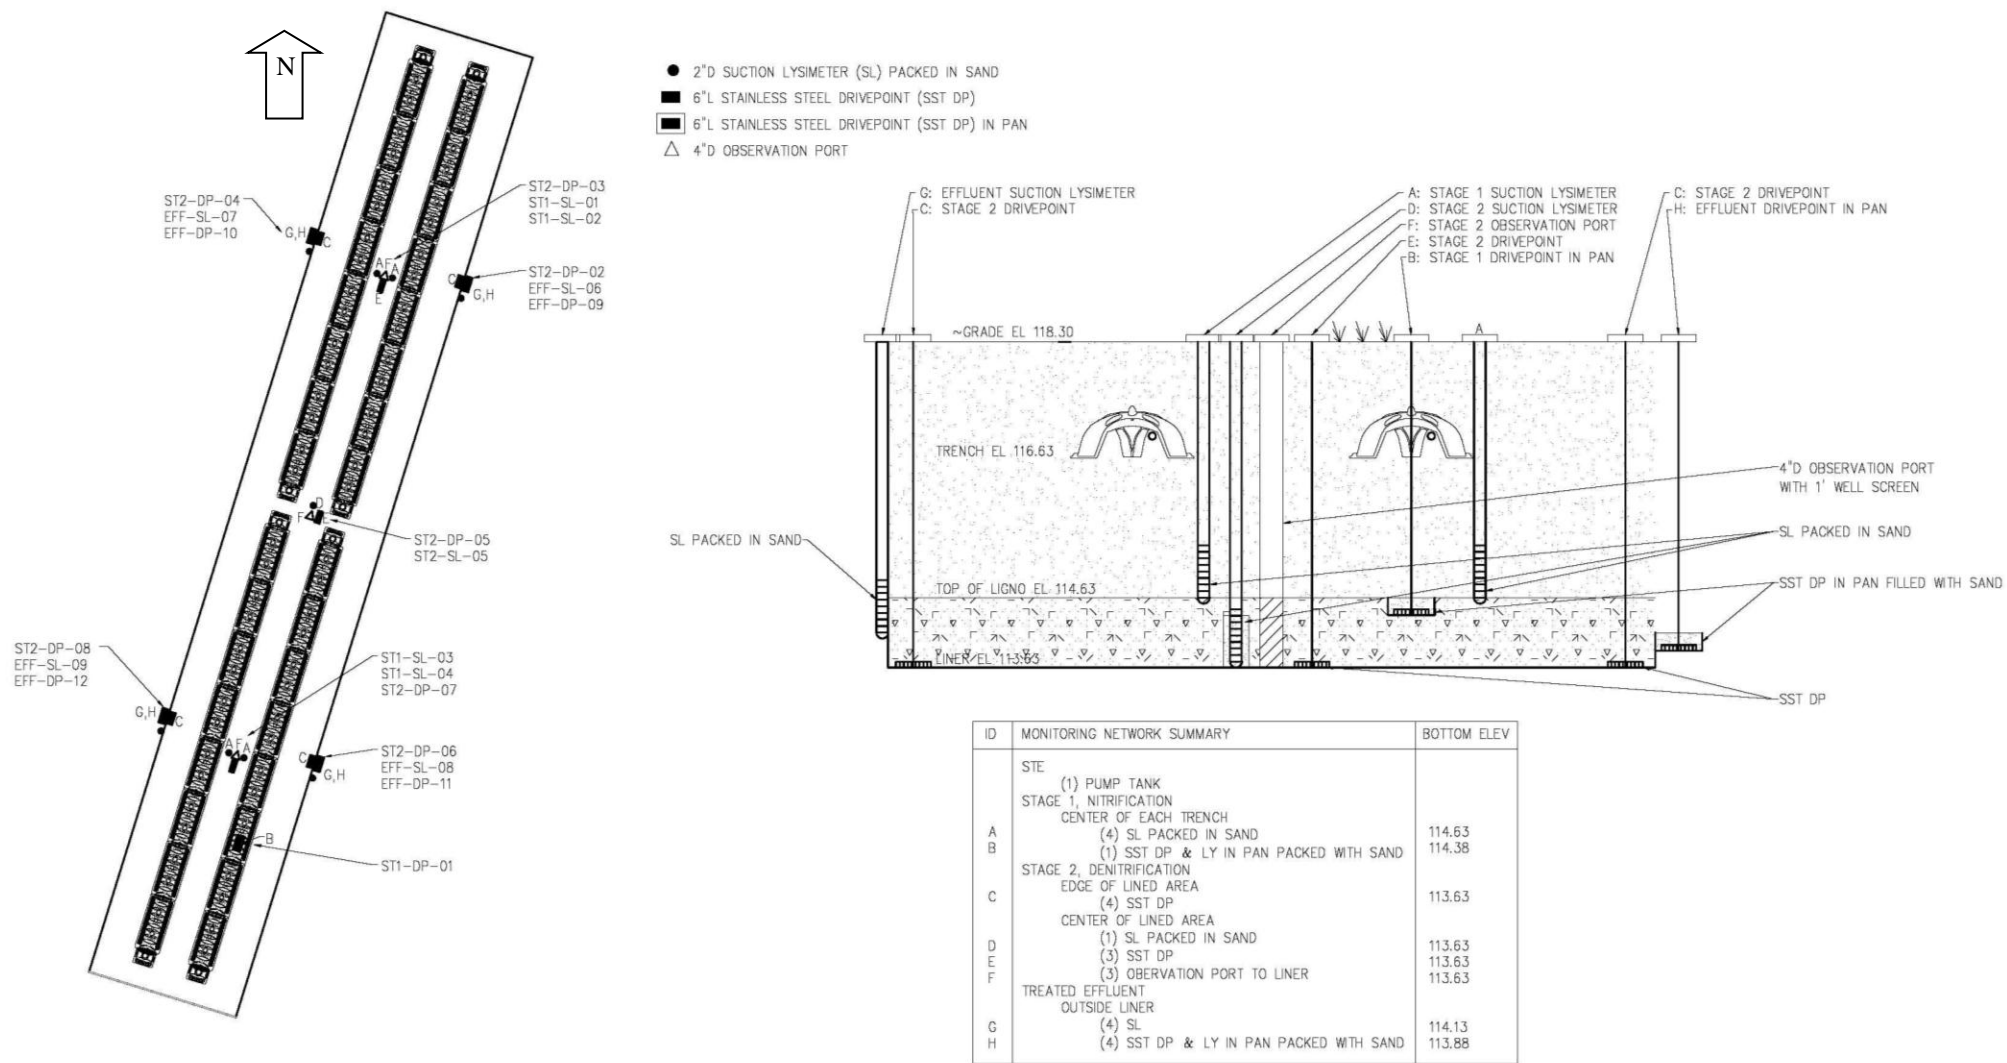 N
2"D SUCTION LYSIMETER (SL) PACKED IN SAND
6"L STAINLESS STEEL DRIVEPOINT (SST DP)
6"L STAINLESS STEEL DRIVEPOINT (SST DP) IN PAN
4"D OBSERVATION PORT
ST2-DP-04
EFF-SL-07
EFF-DP-10
G,H
C
ST2-DP-03
ST1-SL-01
ST1-SL-02
A
F
A
E
C
G,H
ST2-DP-02
EFF-SL-06
EFF-DP-09
D
F
E
ST2-DP-05
ST2-SL-05
ST2-DP-08
EFF-SL-09
EFF-DP-12
G,H
C
ST1-SL-03
ST1-SL-04
ST2-DP-07
A
F
A
C
G,H
ST2-DP-06
EFF-SL-08
EFF-DP-11
B
ST1-DP-01
G: EFFLUENT SUCTION LYSIMETER
C: STAGE 2 DRIVEPOINT
A: STAGE 1 SUCTION LYSIMETER
D: STAGE 2 SUCTION LYSIMETER
F: STAGE 2 OBSERVATION PORT
E: STAGE 2 DRIVEPOINT
B: STAGE 1 DRIVEPOINT IN PAN
C: STAGE 2 DRIVEPOINT
H: EFFLUENT DRIVEPOINT IN PAN
~GRADE EL 118.30
A
TRENCH EL 116.63
4"D OBSERVATION PORT
WITH 1' WELL SCREEN
SL PACKED IN SAND
SL PACKED IN SAND
TOP OF LIGNO EL 114.63
SST DP IN PAN FILLED WITH SAND
LINER EL 113.63
SST DP
ID MONITORING NETWORK SUMMARY BOTTOM ELEV
STE
(1) PUMP TANK
STAGE 1, NITRIFICATION
CENTER OF EACH TRENCH
A (4) SL PACKED IN SAND 114.63
B (1) SST DP & LY IN PAN PACKED WITH SAND 114.38
STAGE 2, DENITRIFICATION
EDGE OF LINED AREA
C (4) SST DP 113.63
CENTER OF LINED AREA
D (1) SL PACKED IN SAND 113.63
E (3) SST DP 113.63
F (3) OBERVATION PORT TO LINER 113.63
TREATED EFFLUENT
OUTSIDE LINER
G (4) SL 114.13
H (4) SST DP & LY IN PAN PACKED WITH SAND 113.88